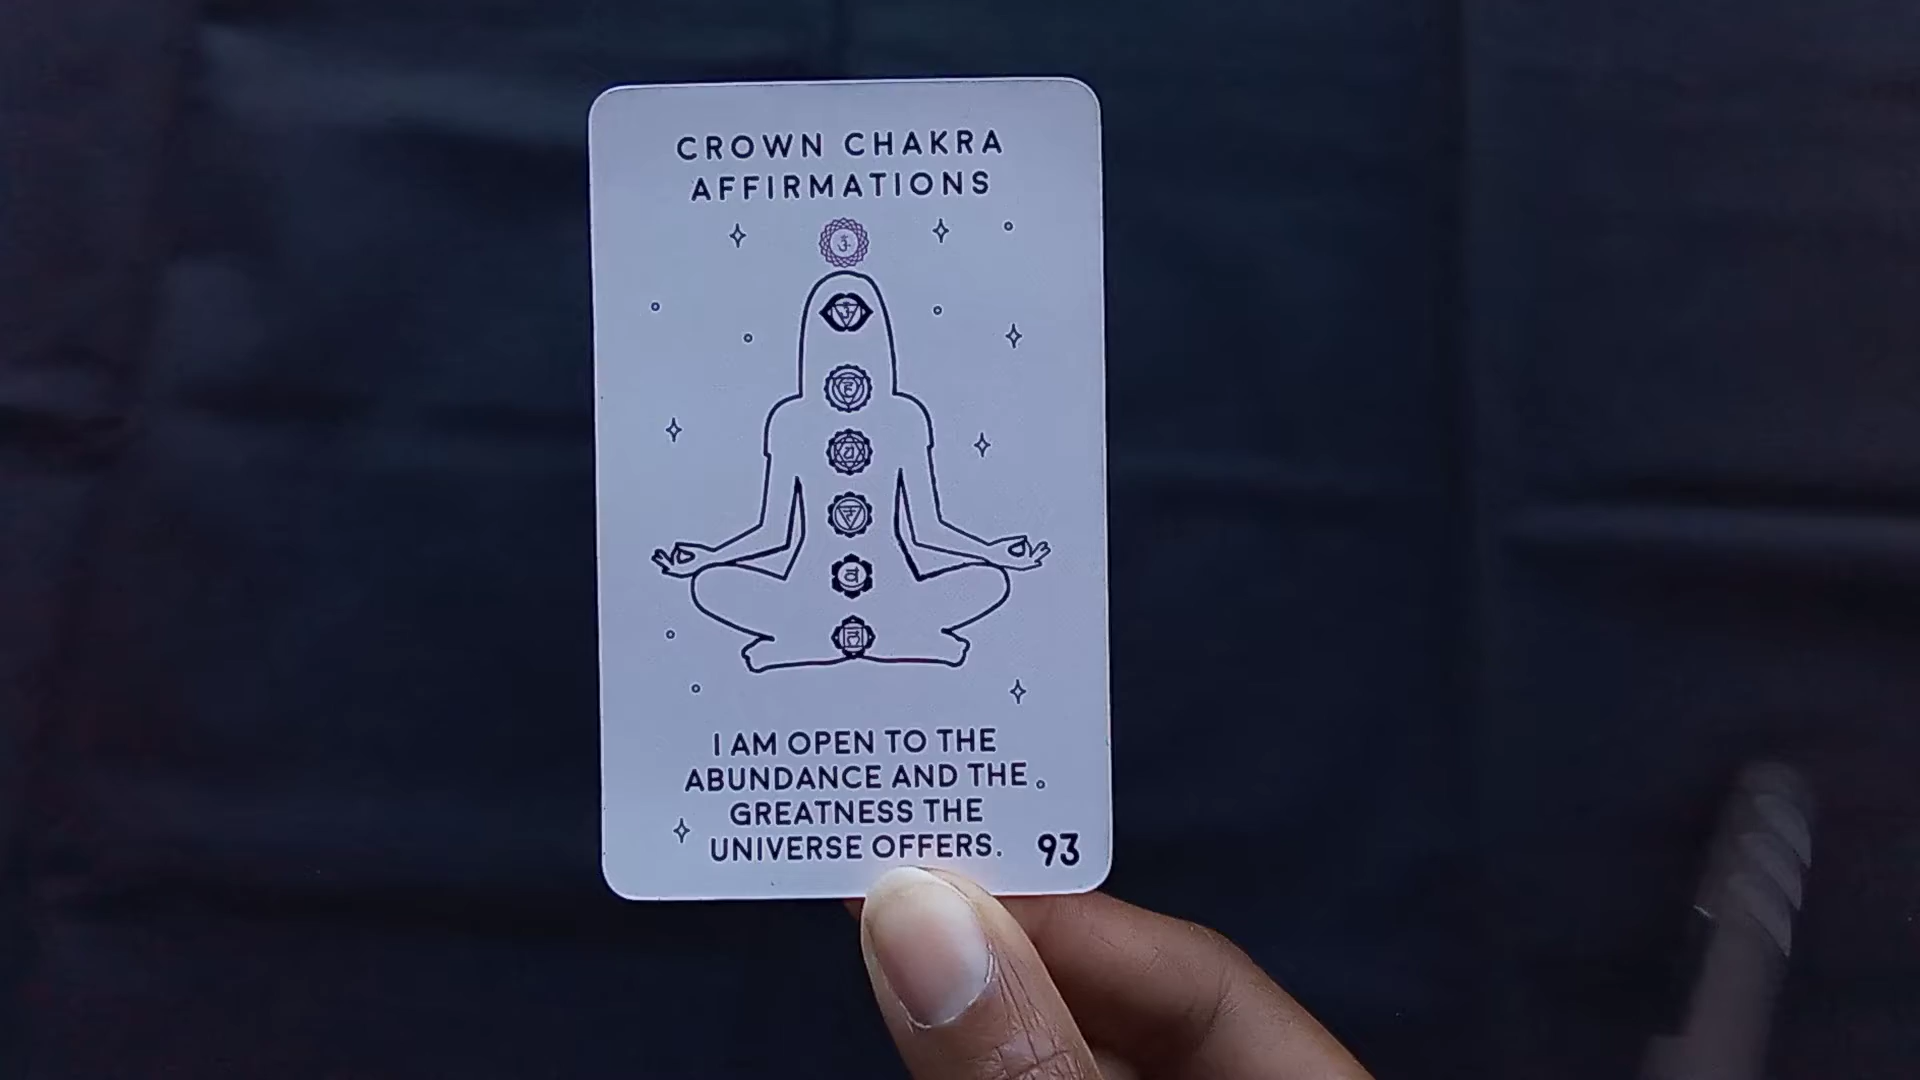 CROWN CHAKRA
AFFIRMATIONS
ॐ
ॐ
हं
यं
रं
वं
लं
I AM OPEN TO THE
ABUNDANCE AND THE
GREATNESS THE
UNIVERSE OFFERS.
93